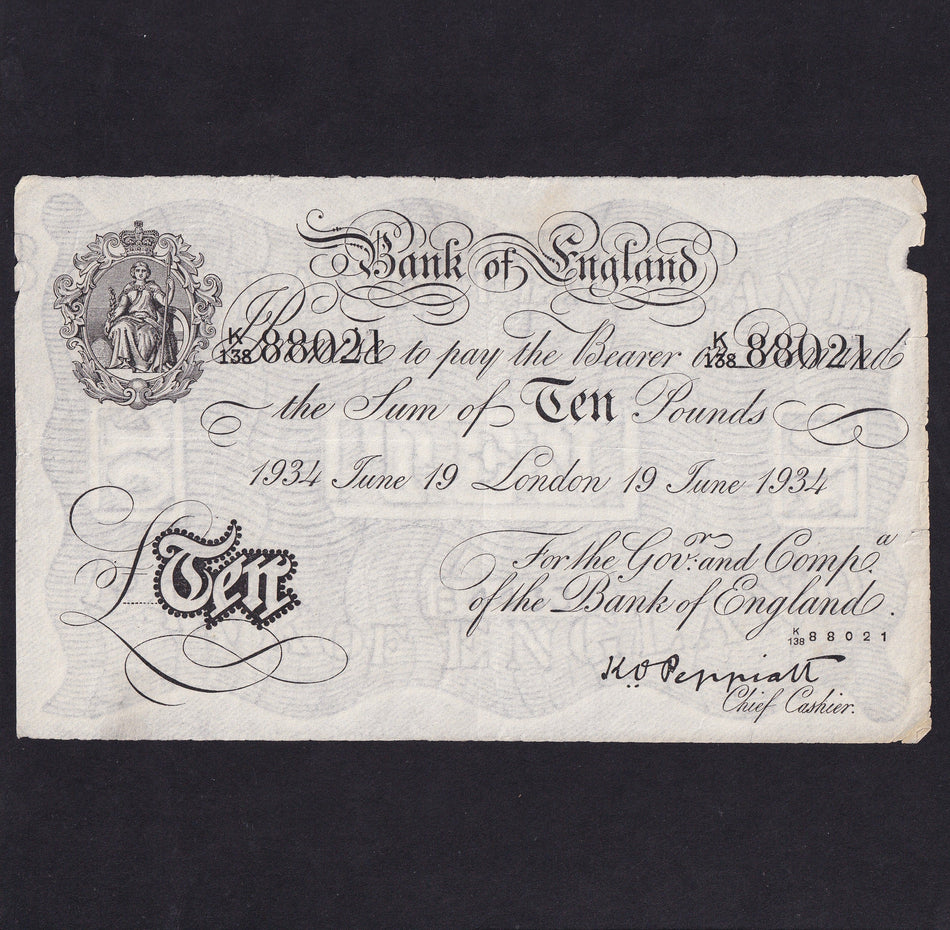 Bank of England
K/138 88021 to pay the Bearer K/138 88021
the Sum of Ten Pounds
1934 June 19 London 19 June 1934
£ Ten
For the Govr. and Compa.
of the Bank of England.
K/138 88021
K.O. Peppiatt
Chief Cashier.